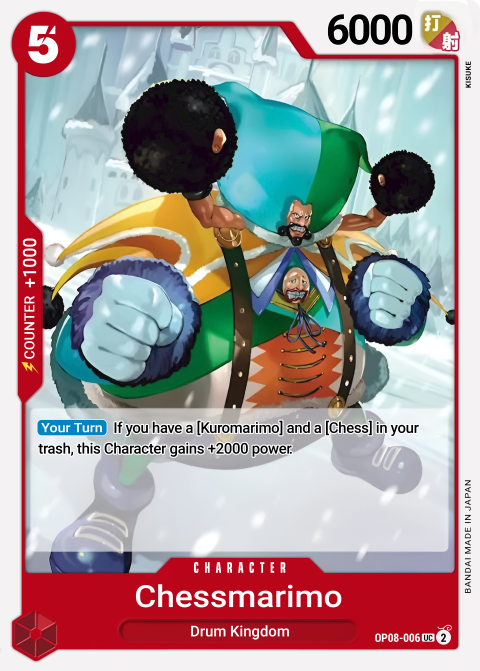 5
6000
打
射
KISUKE
COUNTER +1000
Your Turn If you have a [Kuromarimo] and a [Chess] in your
trash, this Character gains +2000 power.
BANDAI MADE IN JAPAN
CHARACTER
Chessmarimo
Drum Kingdom
OP08-006 UC 2